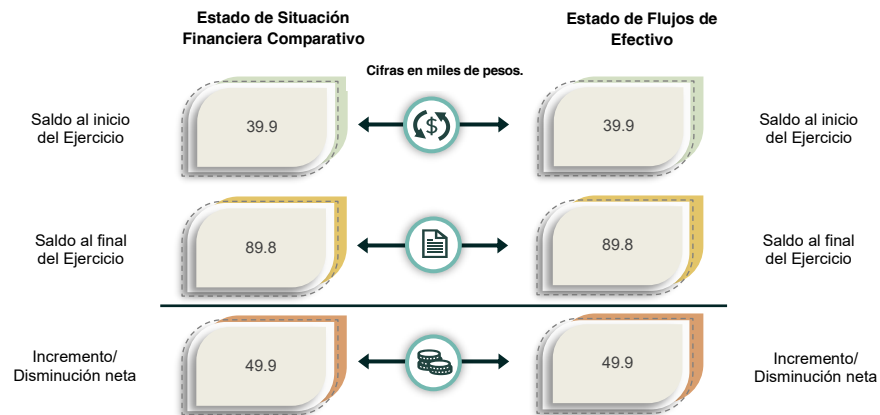 Estado de Situación
Financiera Comparativo
Estado de Flujos de
Efectivo
Cifras en miles de pesos.
Saldo al inicio
del Ejercicio
39.9
$
39.9
Saldo al inicio
del Ejercicio
Saldo al final
del Ejercicio
89.8
89.8
Saldo al final
del Ejercicio
Incremento/
Disminución neta
49.9
49.9
Incremento/
Disminución neta